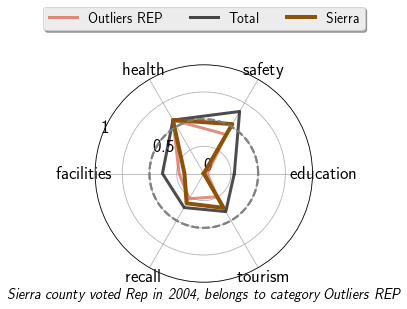 Outliers REP Total Sierra
health safety
1
0.5
0
facilities education
recall tourism
Sierra county voted Rep in 2004, belongs to category Outliers REP